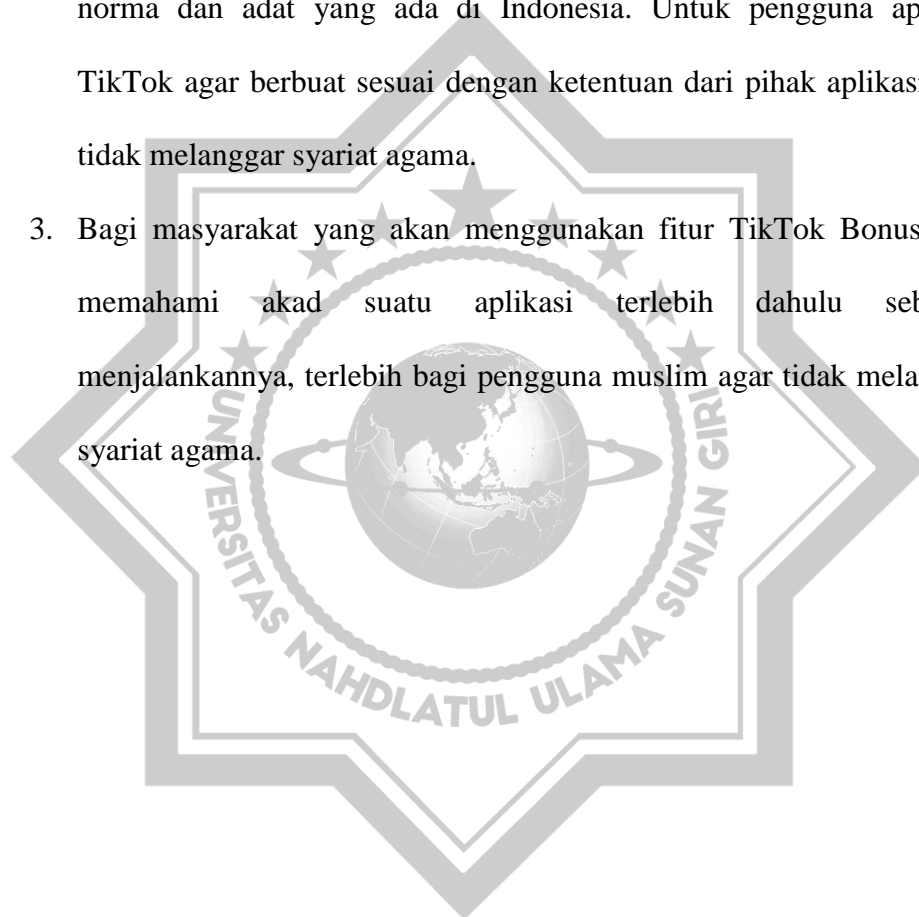 norma dan adat yang ada di Indonesia. Untuk pengguna
TikTok agar berbuat sesuai dengan ketentuan dari pihak aplikasi
tidak melanggar syariat agama.
3. Bagi masyarakat yang akan menggunakan fitur TikTok Bonus
memahami akad suatu aplikasi terlebih dahulu
menjalankannya, terlebih bagi pengguna muslim agar tidak
syariat agama.
UNIVERSITAS NAHDLATUL ULAMA SUNAN GIRI